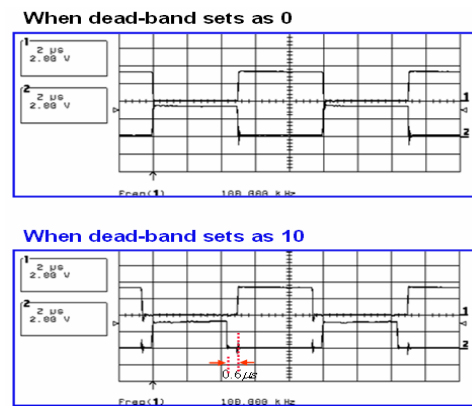 When dead-band sets as 0
1
2 µs
2.00 V
2
2 µs
2.00 V
1
2
Freq(1) 100.000 kHz
When dead-band sets as 10
1
2 µs
2.00 V
2
2 µs
2.00 V
1
2
0.6µs
Freq(1) 100.000 kHz